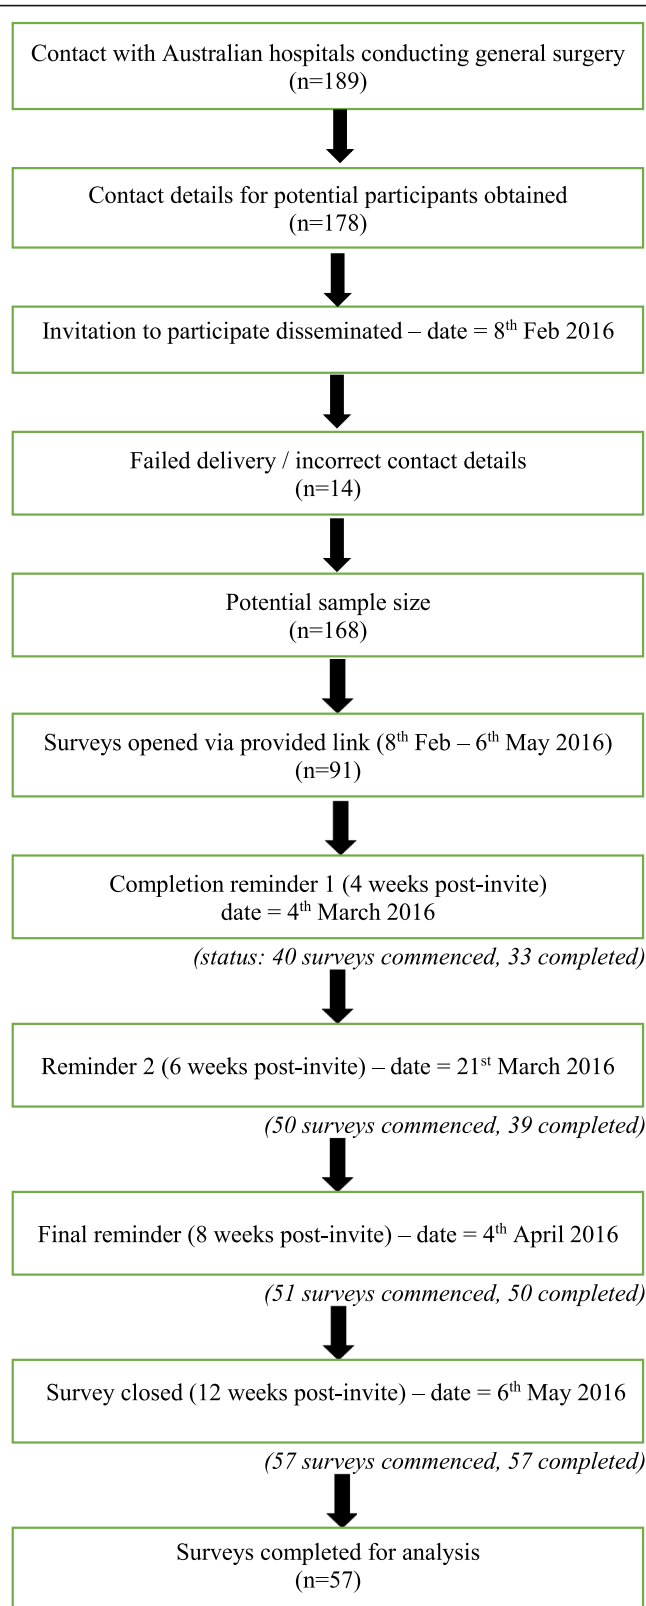 Contact with Australian hospitals conducting general surgery
(n=189)
Contact details for potential participants obtained
(n=178)
Invitation to participate disseminated – date = 8th Feb 2016
Failed delivery / incorrect contact details
(n=14)
Potential sample size
(n=168)
Surveys opened via provided link (8th Feb – 6th May 2016)
(n=91)
Completion reminder 1 (4 weeks post-invite)
date = 4th March 2016
(status: 40 surveys commenced, 33 completed)
Reminder 2 (6 weeks post-invite) – date = 21st March 2016
(50 surveys commenced, 39 completed)
Final reminder (8 weeks post-invite) – date = 4th April 2016
(51 surveys commenced, 50 completed)
Survey closed (12 weeks post-invite) – date = 6th May 2016
(57 surveys commenced, 57 completed)
Surveys completed for analysis
(n=57)